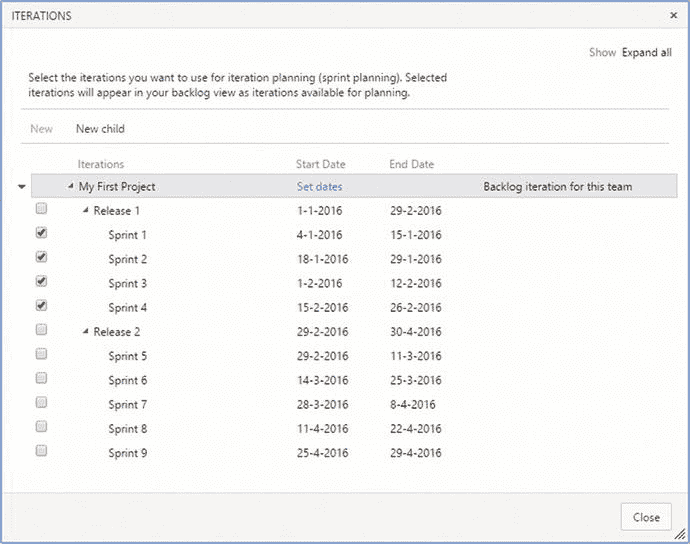 ITERATIONS
Show Expand all
Select the iterations you want to use for iteration planning (sprint planning). Selected
iterations will appear in your backlog view as iterations available for planning.
New New child
Iterations Start Date End Date
My First Project Set dates Backlog iteration for this team
Release 1 1-1-2016 29-2-2016
Sprint 1 4-1-2016 15-1-2016
Sprint 2 18-1-2016 29-1-2016
Sprint 3 1-2-2016 12-2-2016
Sprint 4 15-2-2016 26-2-2016
Release 2 29-2-2016 30-4-2016
Sprint 5 29-2-2016 11-3-2016
Sprint 6 14-3-2016 25-3-2016
Sprint 7 28-3-2016 8-4-2016
Sprint 8 11-4-2016 22-4-2016
Sprint 9 25-4-2016 29-4-2016
Close